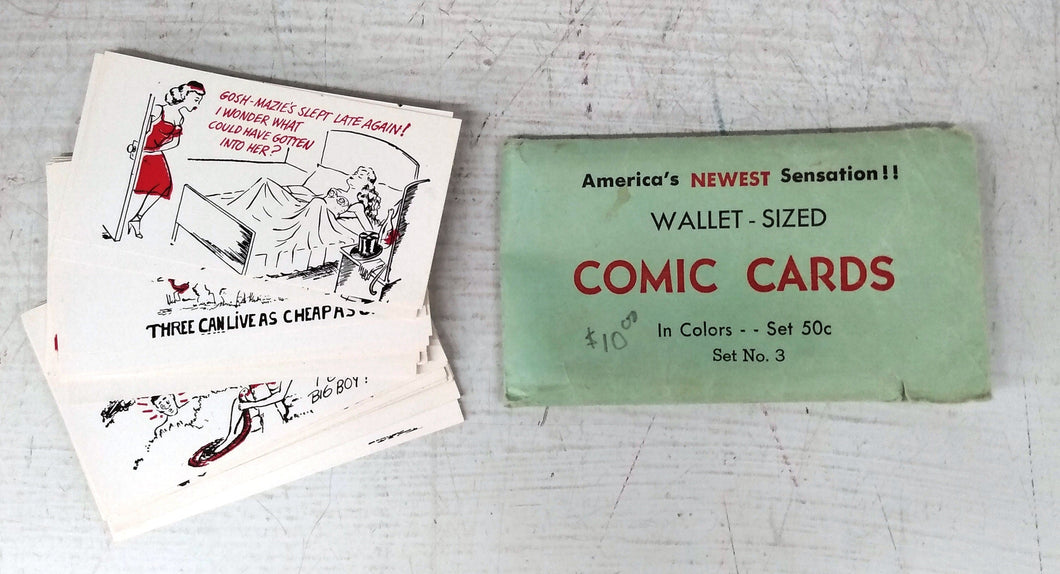 GOSH-MAZIE'S SLEPT LATE AGAIN!
I WONDER WHAT
COULD HAVE GOTTEN
INTO HER?
THREE CAN LIVE AS CHEAP AS
BIG BOY!
America's NEWEST Sensation!!
WALLET - SIZED
COMIC CARDS
In Colors - - Set 50c
$10.00
Set No. 3